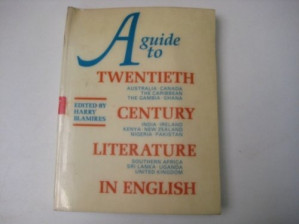 A guide
to
TWENTIETH
AUSTRALIA CANADA
THE CARIBBEAN
THE GAMBIA GHANA
EDITED BY
HARRY
BLAMIRES
CENTURY
INDIA IRELAND
KENYA NEW ZEALAND
NIGERIA PAKISTAN
LITERATURE
SOUTHERN AFRICA
SRI LANKA UGANDA
UNITED KINGDOM
IN ENGLISH